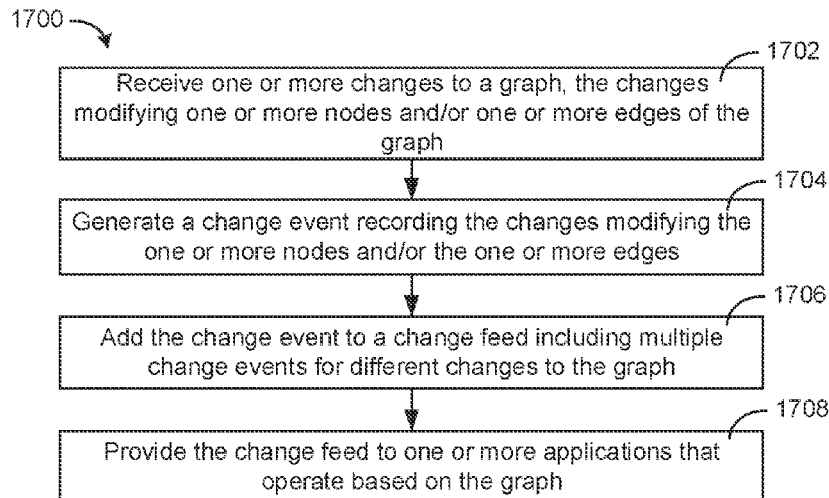 1700
1702
Receive one or more changes to a graph, the changes
modifying one or more nodes and/or one or more edges of the
graph
1704
Generate a change event recording the changes modifying the
one or more nodes and/or the one or more edges
1706
Add the change event to a change feed including multiple
change events for different changes to the graph
1708
Provide the change feed to one or more applications that
operate based on the graph